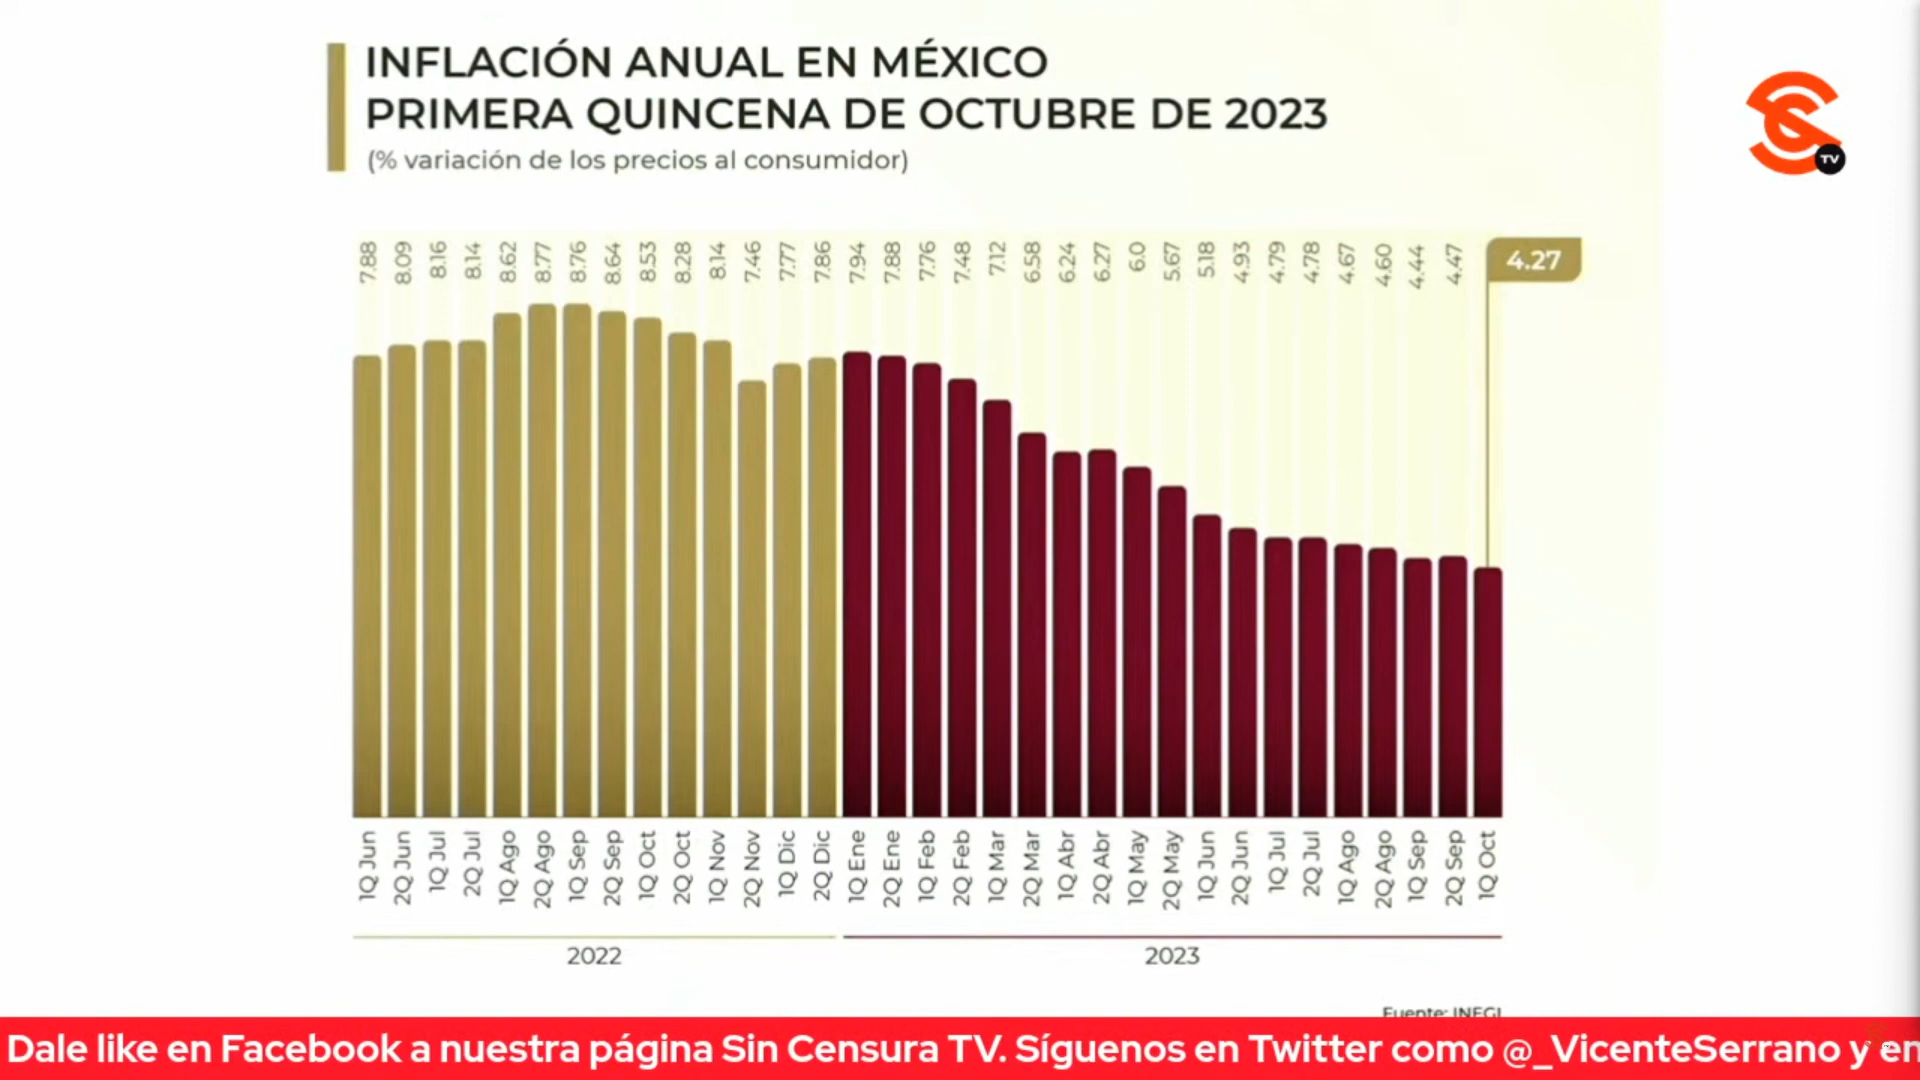 INFLACIÓN ANUAL EN MÉXICO
PRIMERA QUINCENA DE OCTUBRE DE 2023
(% variación de los precios al consumidor)
TV
7.88 8.09 8.16 8.14 8.62 8.77 8.76 8.64 8.53 8.28 8.14 7.46 7.77 7.86 7.94 7.88 7.76 7.48 7.12 6.58 6.24 6.27 6.0 5.67 5.18 4.93 4.79 4.78 4.67 4.60 4.44 4.47 4.27
1Q Jun 2Q Jun 1Q Jul 2Q Jul 1Q Ago 2Q Ago 1Q Sep 2Q Sep 1Q Oct 2Q Oct 1Q Nov 2Q Nov 1Q Dic 2Q Dic 1Q Ene 2Q Ene 1Q Feb 2Q Feb 1Q Mar 2Q Mar 1Q Abr 2Q Abr 1Q May 2Q May 1Q Jun 2Q Jun 1Q Jul 2Q Jul 1Q Ago 2Q Ago 1Q Sep 2Q Sep 1Q Oct
2022 2023
Fuente: INEGI
Dale like en Facebook a nuestra página Sin Censura TV. Síguenos en Twitter como @_VicenteSerrano y en